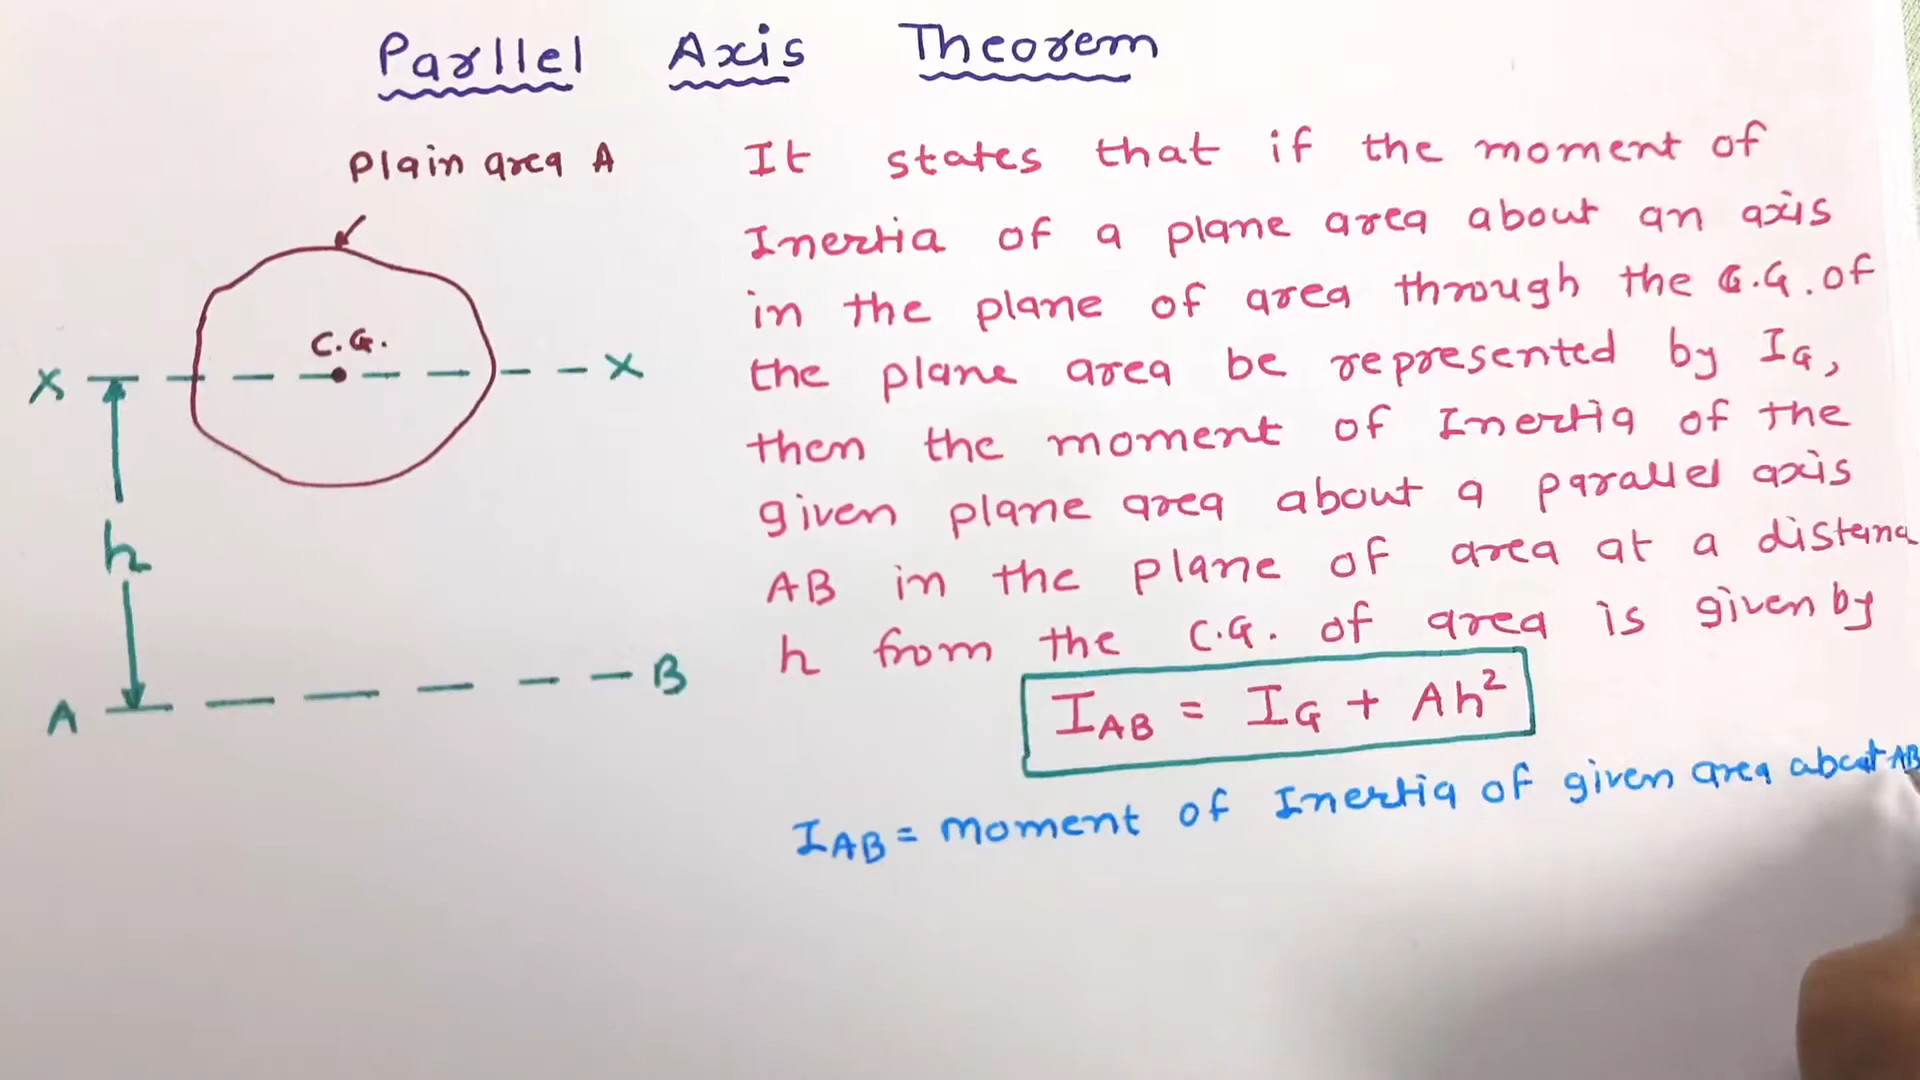 Parllel Axis Theorem
Plain area A
C.G.
X X
h
A B
It states that if the moment of
Inertia of a plane area about an axis
in the plane of area through the C.G. of
the plane area be represented by IG,
then the moment of Inertia of the
given plane area about a parallel axis
AB in the plane of area at a distanc
h from the C.G. of area is given by
IAB = IG + Ah²
IAB = Moment of Inertia of given area about AB